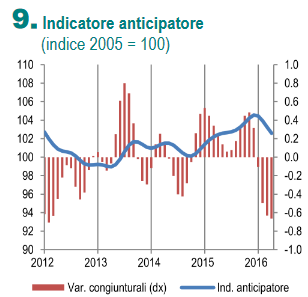 9. Indicatore anticipatore
(indice 2005 = 100)
110 1.0
108 0.8
106 0.6
104 0.4
102 0.2
100 0.0
98 -0.2
96 -0.4
94 -0.6
92 -0.8
90 -1.0
2012 2013 2014 2015 2016
Var. congiunturali (dx) Ind. anticipatore